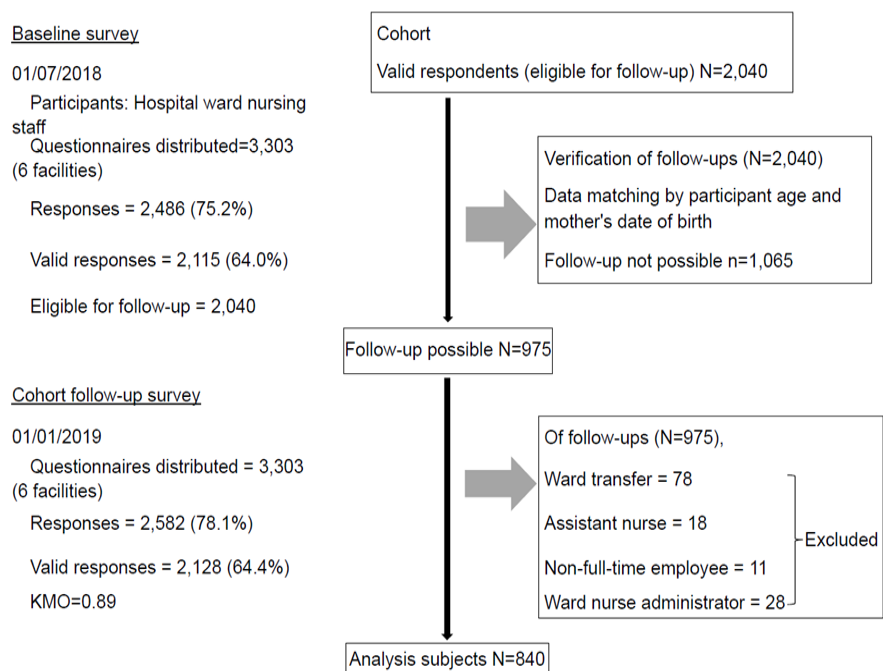 Baseline survey
01/07/2018
Participants: Hospital ward nursing
staff
Questionnaires distributed=3,303
(6 facilities)
Responses = 2,486 (75.2%)
Valid responses = 2,115 (64.0%)
Eligible for follow-up = 2,040
Cohort
Valid respondents (eligible for follow-up) N=2,040
Verification of follow-ups (N=2,040)
Data matching by participant age and
mother's date of birth
Follow-up not possible n=1,065
Follow-up possible N=975
Cohort follow-up survey
01/01/2019
Questionnaires distributed = 3,303
(6 facilities)
Responses = 2,582 (78.1%)
Valid responses = 2,128 (64.4%)
KMO=0.89
Of follow-ups (N=975),
Ward transfer = 78
Assistant nurse = 18
Non-full-time employee = 11
Ward nurse administrator = 28
Excluded
Analysis subjects N=840